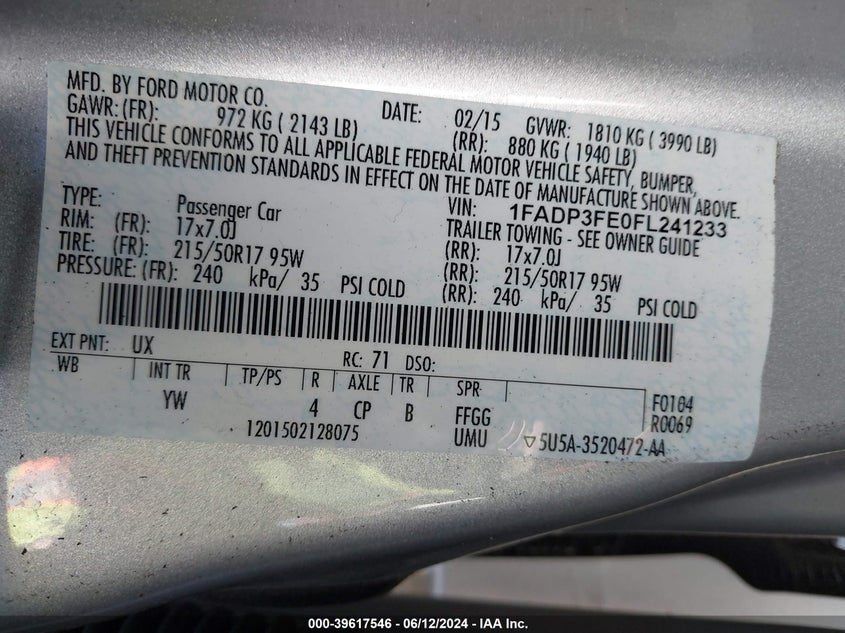 MFD. BY FORD MOTOR CO.
DATE: 02/15 GVWR: 1810 KG ( 3990 LB)
GAWR: (FR): 972 KG ( 2143 LB) (RR): 880 KG ( 1940 LB)
THIS VEHICLE CONFORMS TO ALL APPLICABLE FEDERAL MOTOR VEHICLE SAFETY, BUMPER,
AND THEFT PREVENTION STANDARDS IN EFFECT ON THE DATE OF MANUFACTURE SHOWN ABOVE.
TYPE: Passenger Car VIN: 1FADP3FE0FL241233
TRAILER TOWING - SEE OWNER GUIDE
RIM: (FR): 17x7.0J (RR): 17x7.0J
TIRE: (FR): 215/50R17 95W (RR): 215/50R17 95W
PRESSURE: (FR): 240 kPa/ 35 PSI COLD (RR): 240 kPa/ 35 PSI COLD
EXT PNT: UX RC: 71 DSO:
WB INT TR TP/PS R AXLE TR SPR
YW 4 CP B FFGG F0104
UMU R0069
1201502128075 ▽5U5A-3520472-AA
000-39617546 - 06/12/2024 - IAA Inc.